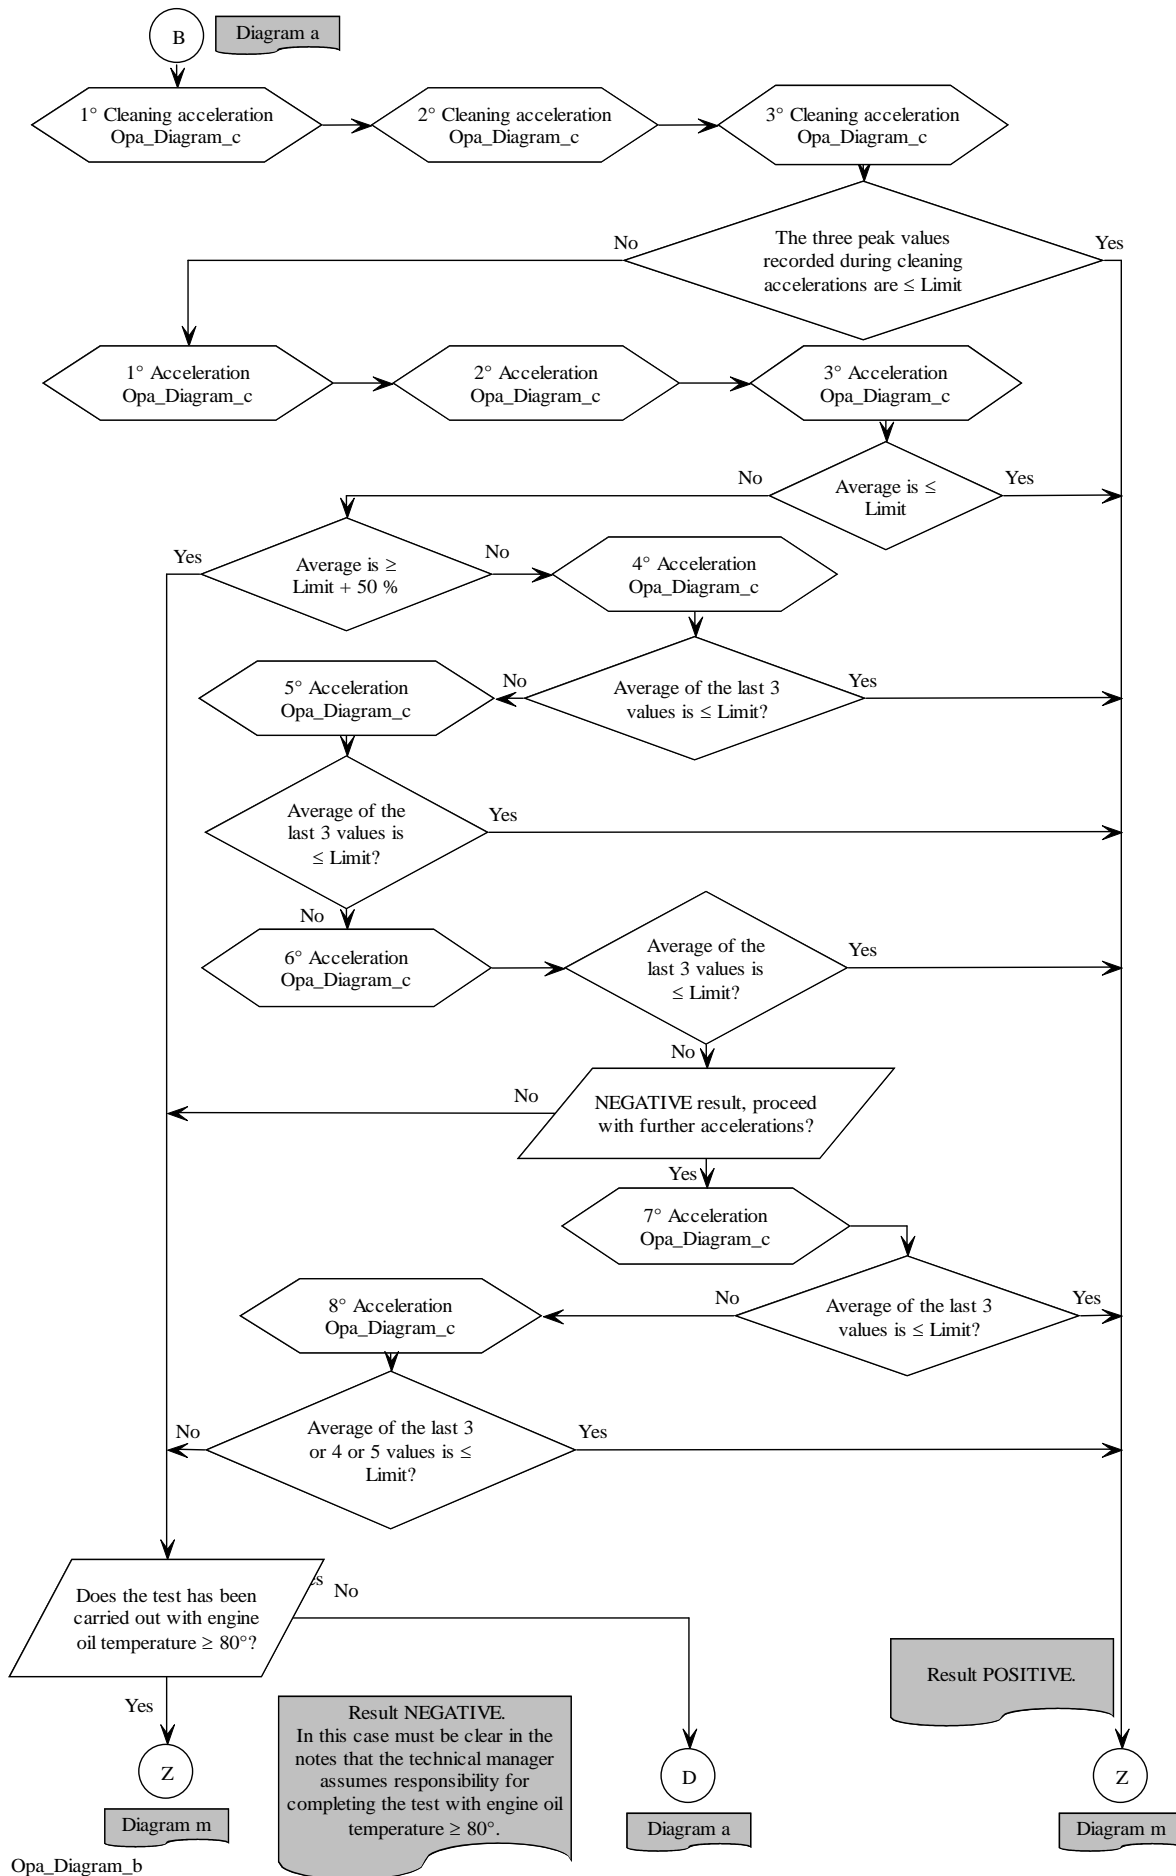 B
Diagram a
1° Cleaning acceleration
Opa_Diagram_c
2° Cleaning acceleration
Opa_Diagram_c
3° Cleaning acceleration
Opa_Diagram_c
No
The three peak values
recorded during cleaning
accelerations are ≤ Limit
Yes
1° Acceleration
Opa_Diagram_c
2° Acceleration
Opa_Diagram_c
3° Acceleration
Opa_Diagram_c
No
Average is ≤
Limit
Yes
Yes
Average is ≥
Limit + 50 %
No
4° Acceleration
Opa_Diagram_c
5° Acceleration
Opa_Diagram_c
No
Average of the last 3
values is ≤ Limit?
Yes
Average of the
last 3 values is
≤ Limit?
Yes
No
6° Acceleration
Opa_Diagram_c
Average of the
last 3 values is
≤ Limit?
Yes
No
No
NEGATIVE result, proceed
with further accelerations?
Yes
7° Acceleration
Opa_Diagram_c
8° Acceleration
Opa_Diagram_c
No
Average of the last 3
values is ≤ Limit?
Yes
No
Average of the last 3
or 4 or 5 values is ≤
Limit?
Yes
Does the test has been
carried out with engine
oil temperature ≥ 80°?
No
Yes
Result NEGATIVE.
In this case must be clear in the
notes that the technical manager
assumes responsibility for
completing the test with engine oil
temperature ≥ 80°.
Result POSITIVE.
Z
D
Z
Diagram m
Diagram a
Diagram m
Opa_Diagram_b